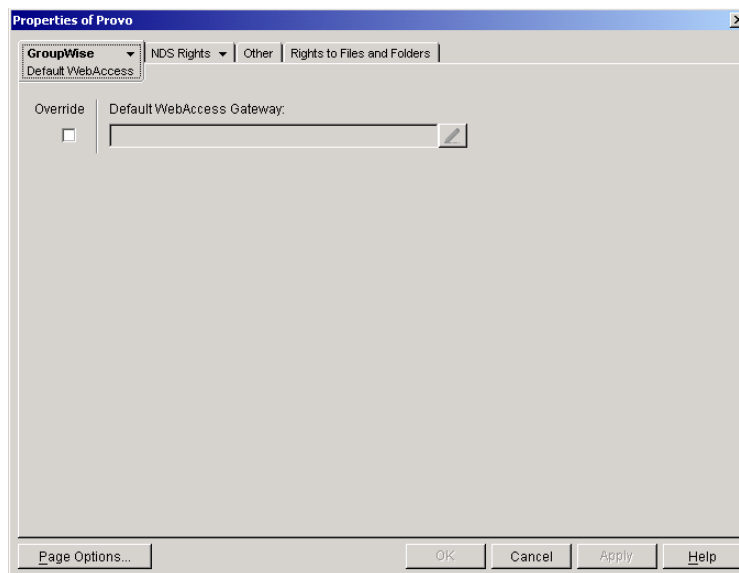 Properties of Provo
GroupWise NDS Rights Other Rights to Files and Folders
Default WebAccess
Override Default WebAccess Gateway:
Page Options... OK Cancel Apply Help